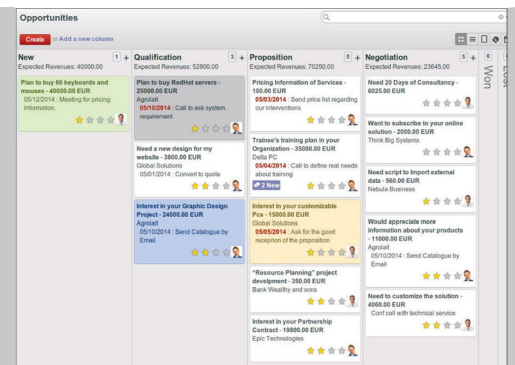 Opportunities
Create or Add a new column
New 1 +
Expected Revenues: 40000.00
Plan to buy 60 keyboards and
mouses - 40000.00 EUR
05/12/2014 : Meeting for pricing
information.
Qualification 3 +
Expected Revenues: 52800.00
Plan to buy RedHat servers -
25000.00 EUR
Agrolait
05/10/2014 : Call to ask system
requirement
Need a new design for my
website - 3800.00 EUR
Global Solutions
05/01/2014 : Convert to quote
Interest in your Graphic Design
Project - 24000.00 EUR
Agrolait
05/10/2014 : Send Catalogue by
Email
Proposition 5 +
Expected Revenues: 70250.00
Pricing Information of Services -
100.00 EUR
05/03/2014 : Send price list regarding
our interventions
Trainee's training plan in your
Organization - 35000.00 EUR
Delta PC
05/04/2014 : Call to define real needs
about training
2 New
Interest in your customizable
Pcs - 15000.00 EUR
Global Solutions
05/05/2014 : Ask for the good
reception of the proposition
"Resource Planning" project
develpment - 350.00 EUR
Bank Wealthy and sons
Interest in your Partnership
Contract - 19800.00 EUR
Epic Technologies
Negotiation 5 +
Expected Revenues: 23645.00
Need 20 Days of Consultancy -
6025.00 EUR
Want to subscribe to your online
solution - 2000.00 EUR
Think Big Systems
Need script to Import external
data - 560.00 EUR
Nebula Business
Would appreciate more
information about your products
- 11000.00 EUR
Agrolait
05/10/2014 : Send Catalogue by
Email
Need to customize the solution -
4060.00 EUR
Conf call with technical service
Won